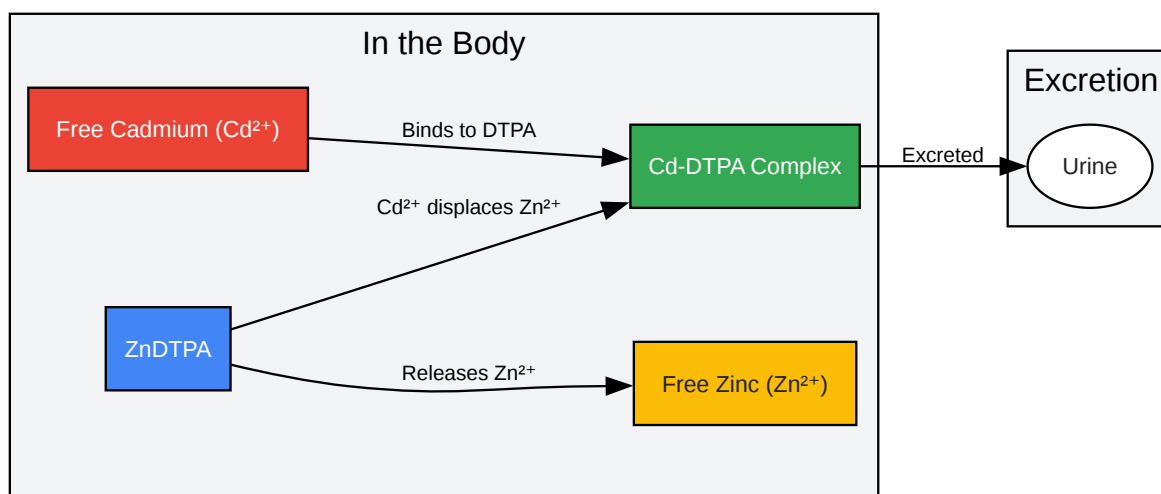 In the Body
Excretion
Free Cadmium (Cd²⁺)
Binds to DTPA
Cd-DTPA Complex
Excreted
Urine
Cd²⁺ displaces Zn²⁺
ZnDTPA
Releases Zn²⁺
Free Zinc (Zn²⁺)